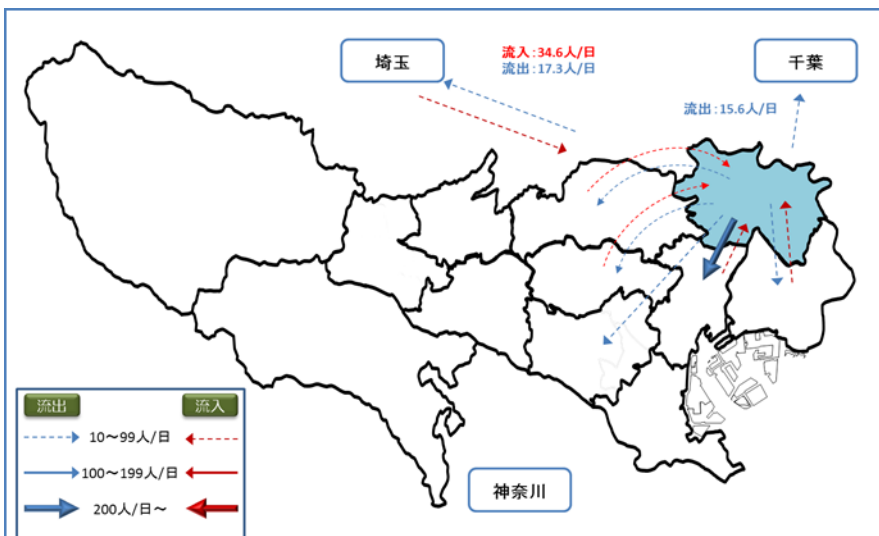 埼玉
流入:34.6人/日
流出:17.3人/日
千葉
流出:15.6人/日
流出
流入
10～99人/日
100～199人/日
200人/日～
神奈川